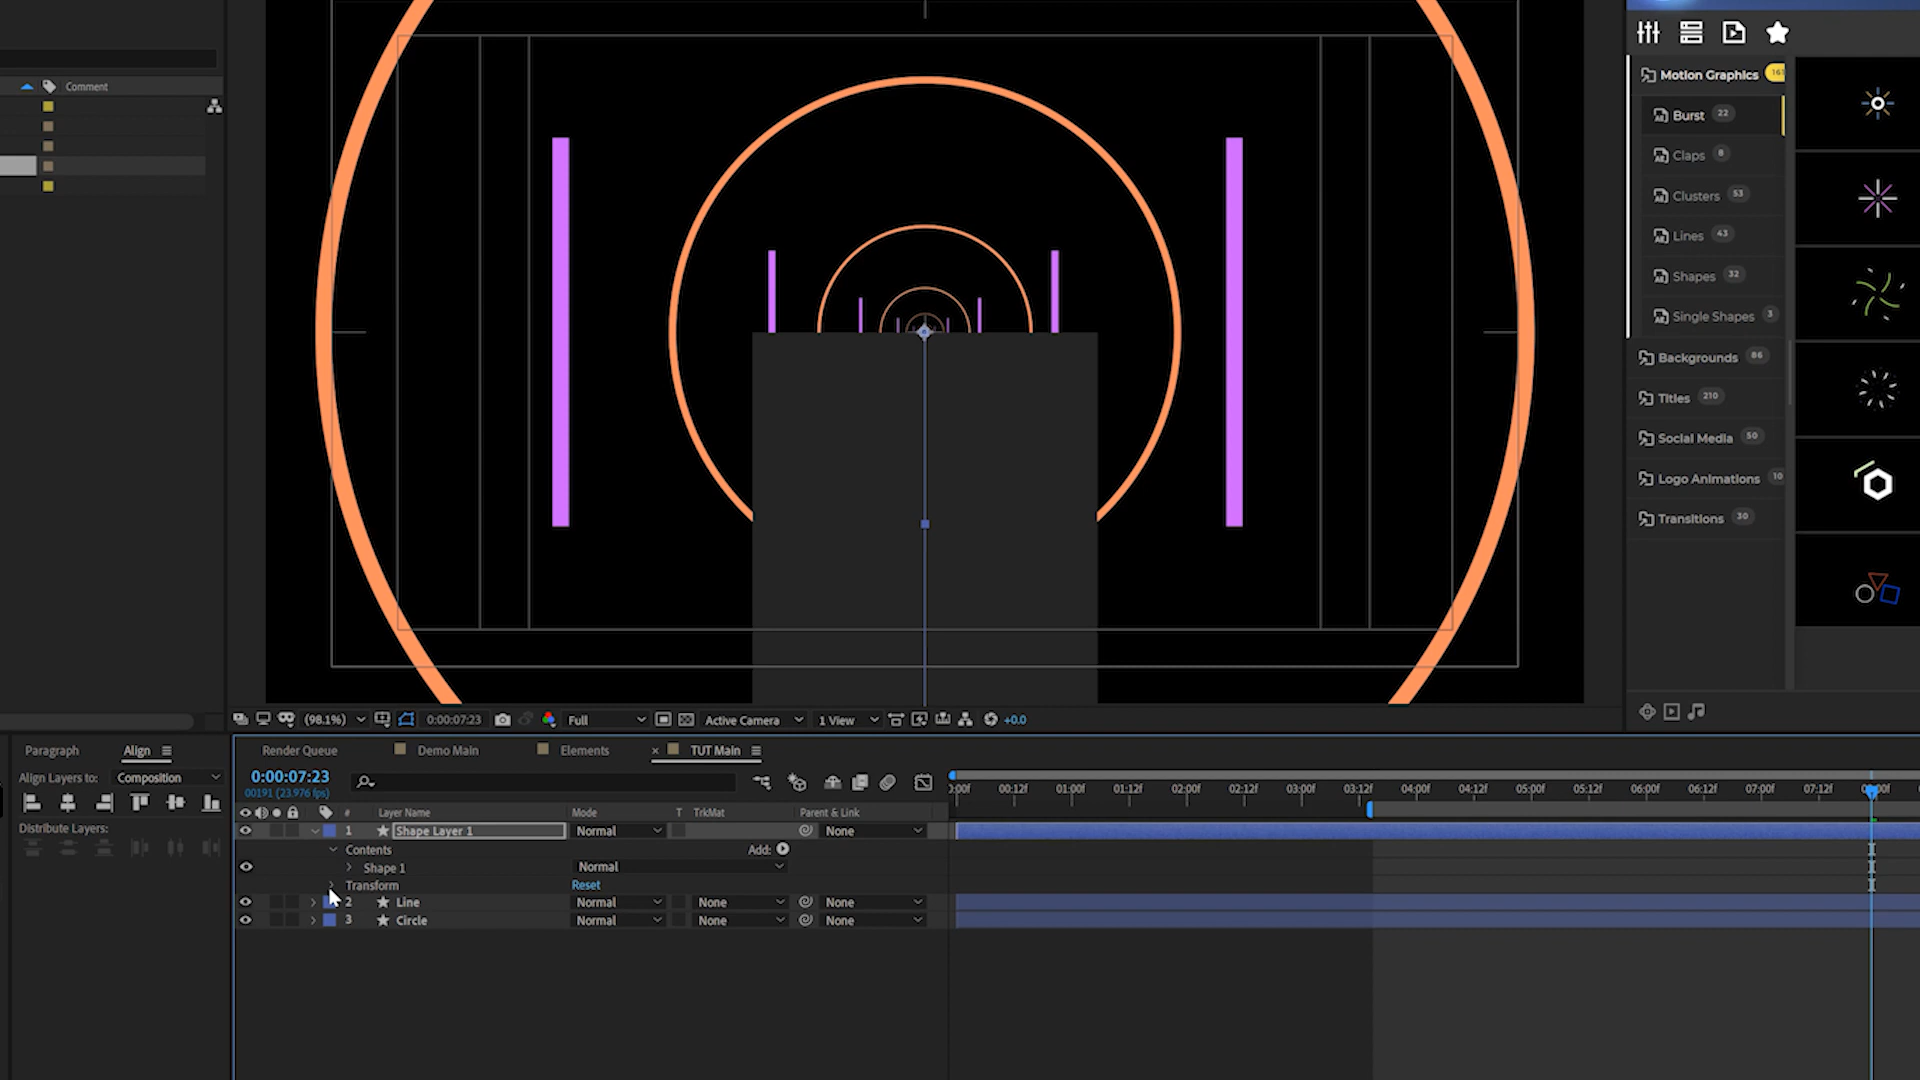 Comment
Motion Graphics 161
Burst 22
Claps 8
Clusters 53
Lines 43
Shapes 32
Single Shapes 3
Backgrounds 86
Titles 210
Social Media 50
Logo Animations 10
Transitions 30
(98.1%) 0:00:07:23 Full Active Camera 1 View +0.0
Paragraph Align
Align Layers to: Composition
Distribute Layers:
Render Queue Demo Main Elements × TUT Main
0:00:07:23
00191 (23.976 fps)
:00f 00:12f 01:00f 01:12f 02:00f 02:12f 03:00f 03:12f 04:00f 04:12f 05:00f 05:12f 06:00f 06:12f 07:00f 07:12f
# Layer Name Mode T TrkMat Parent & Link
1 Shape Layer 1 Normal None
Contents Add:
Shape 1 Normal
Transform Reset
2 Line Normal None None
3 Circle Normal None None